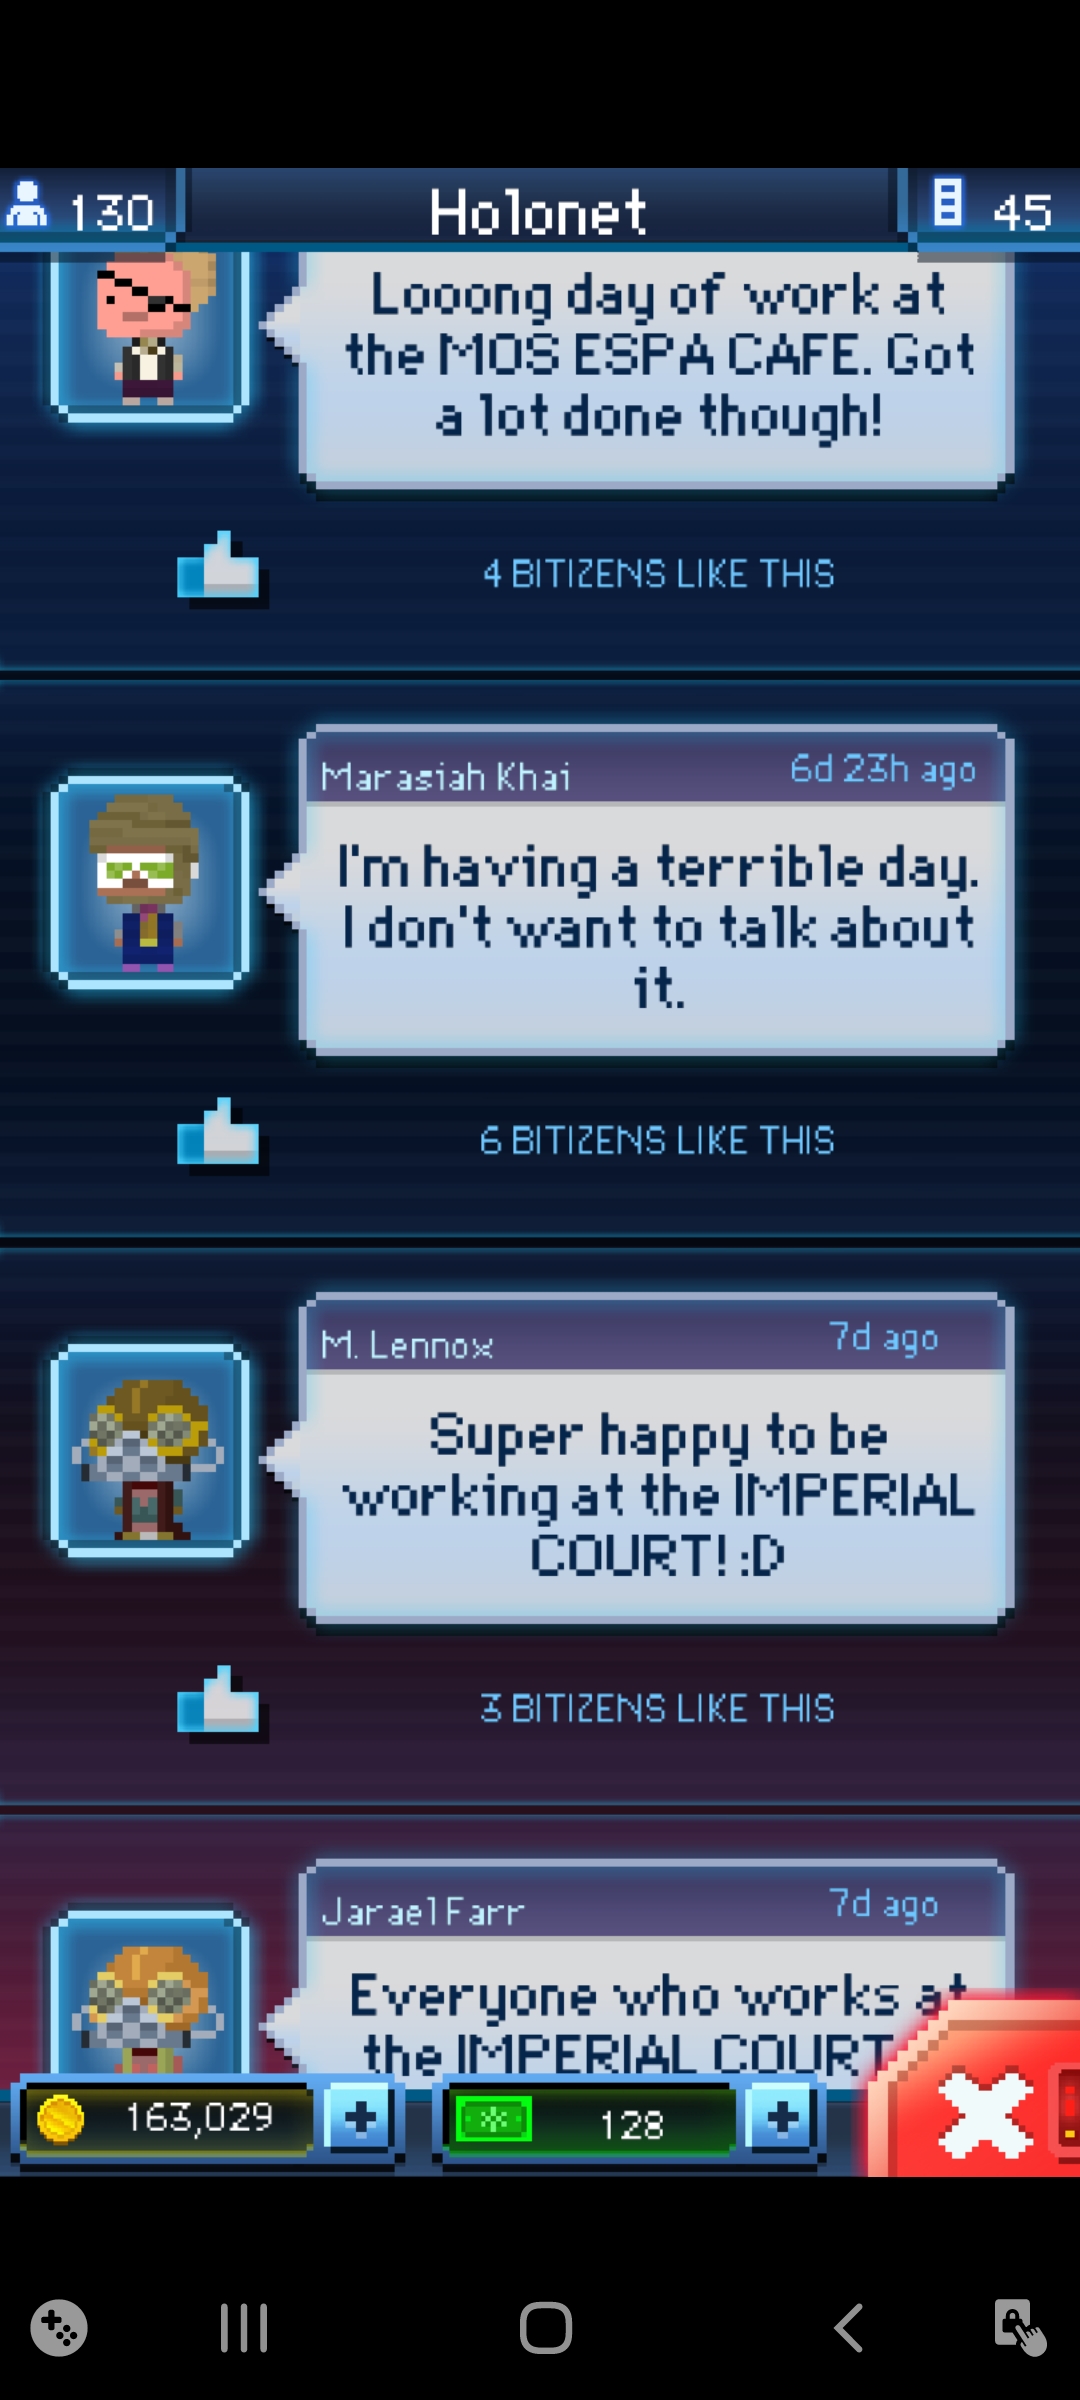 130
Holonet
45
Looong day of work at
the MOS ESPA CAFE. Got
a lot done though!
4 BITIZENS LIKE THIS
Marasiah Khai
6d 23h ago
I'm having a terrible day.
I don't want to talk about
it.
6 BITIZENS LIKE THIS
M. Lennox
7d ago
Super happy to be
working at the IMPERIAL
COURT! :D
3 BITIZENS LIKE THIS
Jarael Farr
7d ago
Everyone who works at
the IMPERIAL COURT
163,029
128